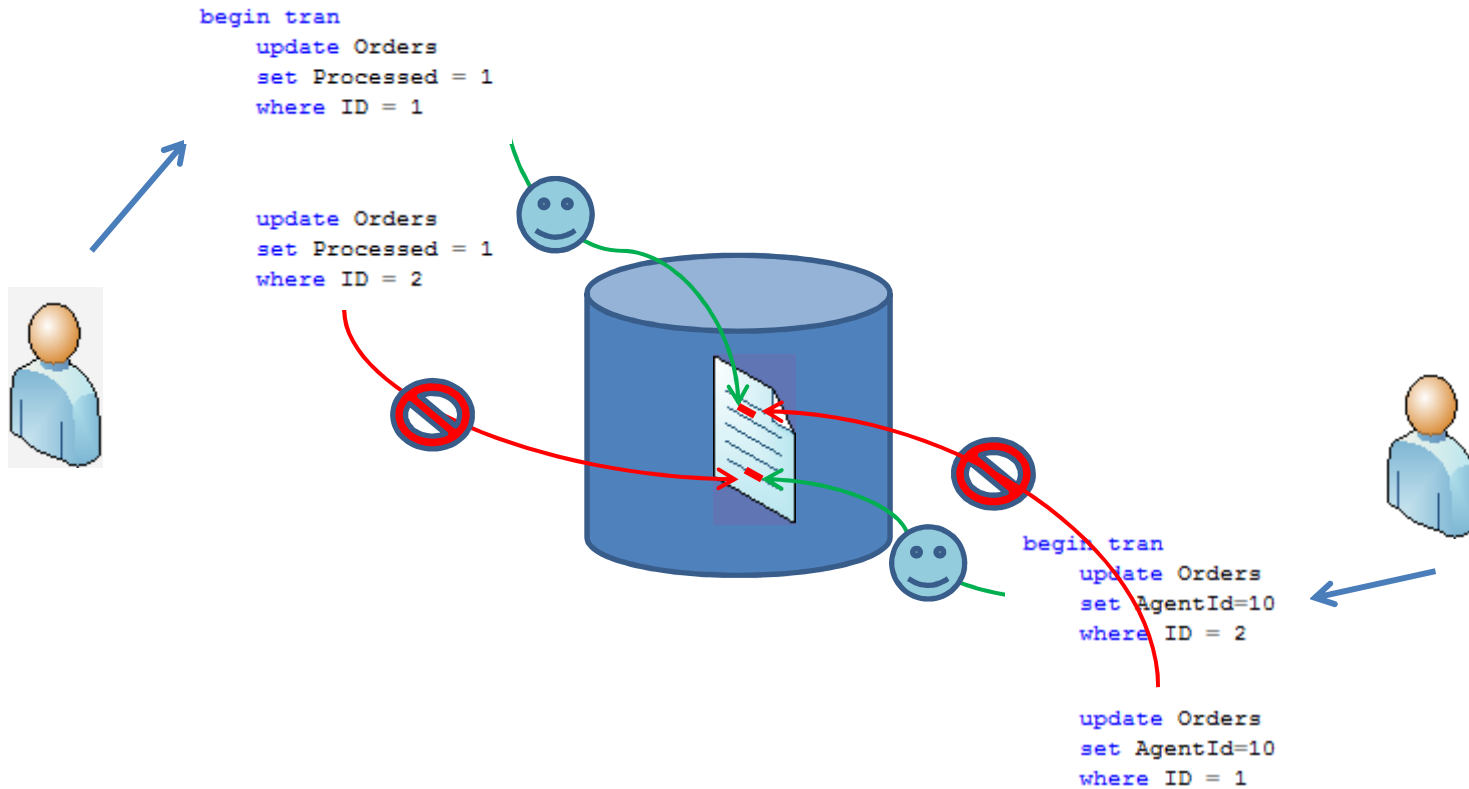 begin tran
update Orders
set Processed = 1
where ID = 1
update Orders
set Processed = 1
where ID = 2
begin tran
update Orders
set AgentId=10
where ID = 2
update Orders
set AgentId=10
where ID = 1